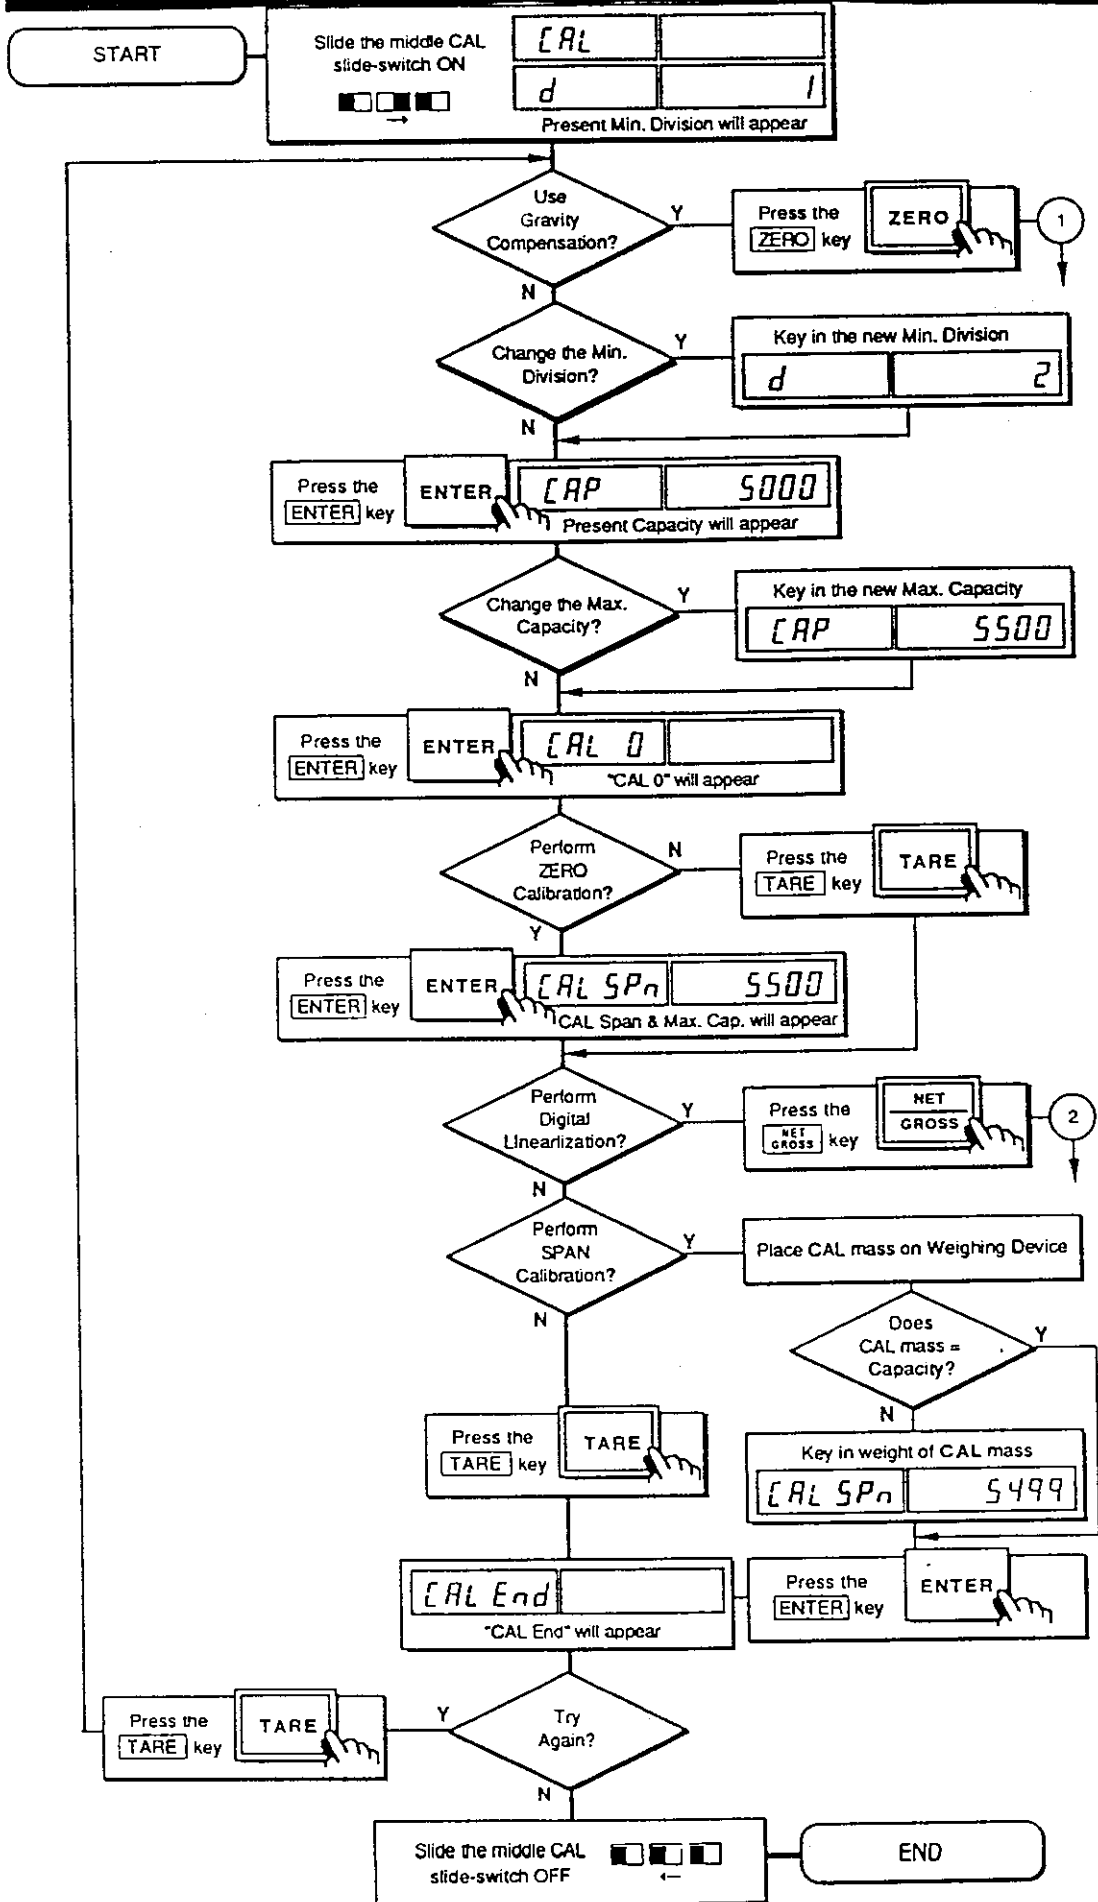 START
Slide the middle CAL
slide-switch ON
CAL
d 1
Present Min. Division will appear
Use
Gravity
Compensation?
Y
N
Press the
ZERO key
ZERO
1
Change the Min.
Division?
Y
N
Key in the new Min. Division
d 2
Press the
ENTER key
ENTER
CAP 5000
Present Capacity will appear
Change the Max.
Capacity?
Y
N
Key in the new Max. Capacity
CAP 5500
Press the
ENTER key
ENTER
CAL 0
"CAL 0" will appear
Perform
ZERO
Calibration?
N
Y
Press the
TARE key
TARE
Press the
ENTER key
ENTER
CAL SPn 5500
CAL Span & Max. Cap. will appear
Perform
Digital
LInearlization?
Y
N
Press the
NET
GROSS key
NET
GROSS
2
Perform
SPAN
Calibration?
Y
N
Place CAL mass on Weighing Device
Does
CAL mass =
Capacity?
Y
N
Key in weight of CAL mass
CAL SPn 5499
Press the
TARE key
TARE
Press the
ENTER key
ENTER
CAL End
"CAL End" will appear
Try
Again?
Y
N
Press the
TARE key
TARE
Slide the middle CAL
slide-switch OFF
END